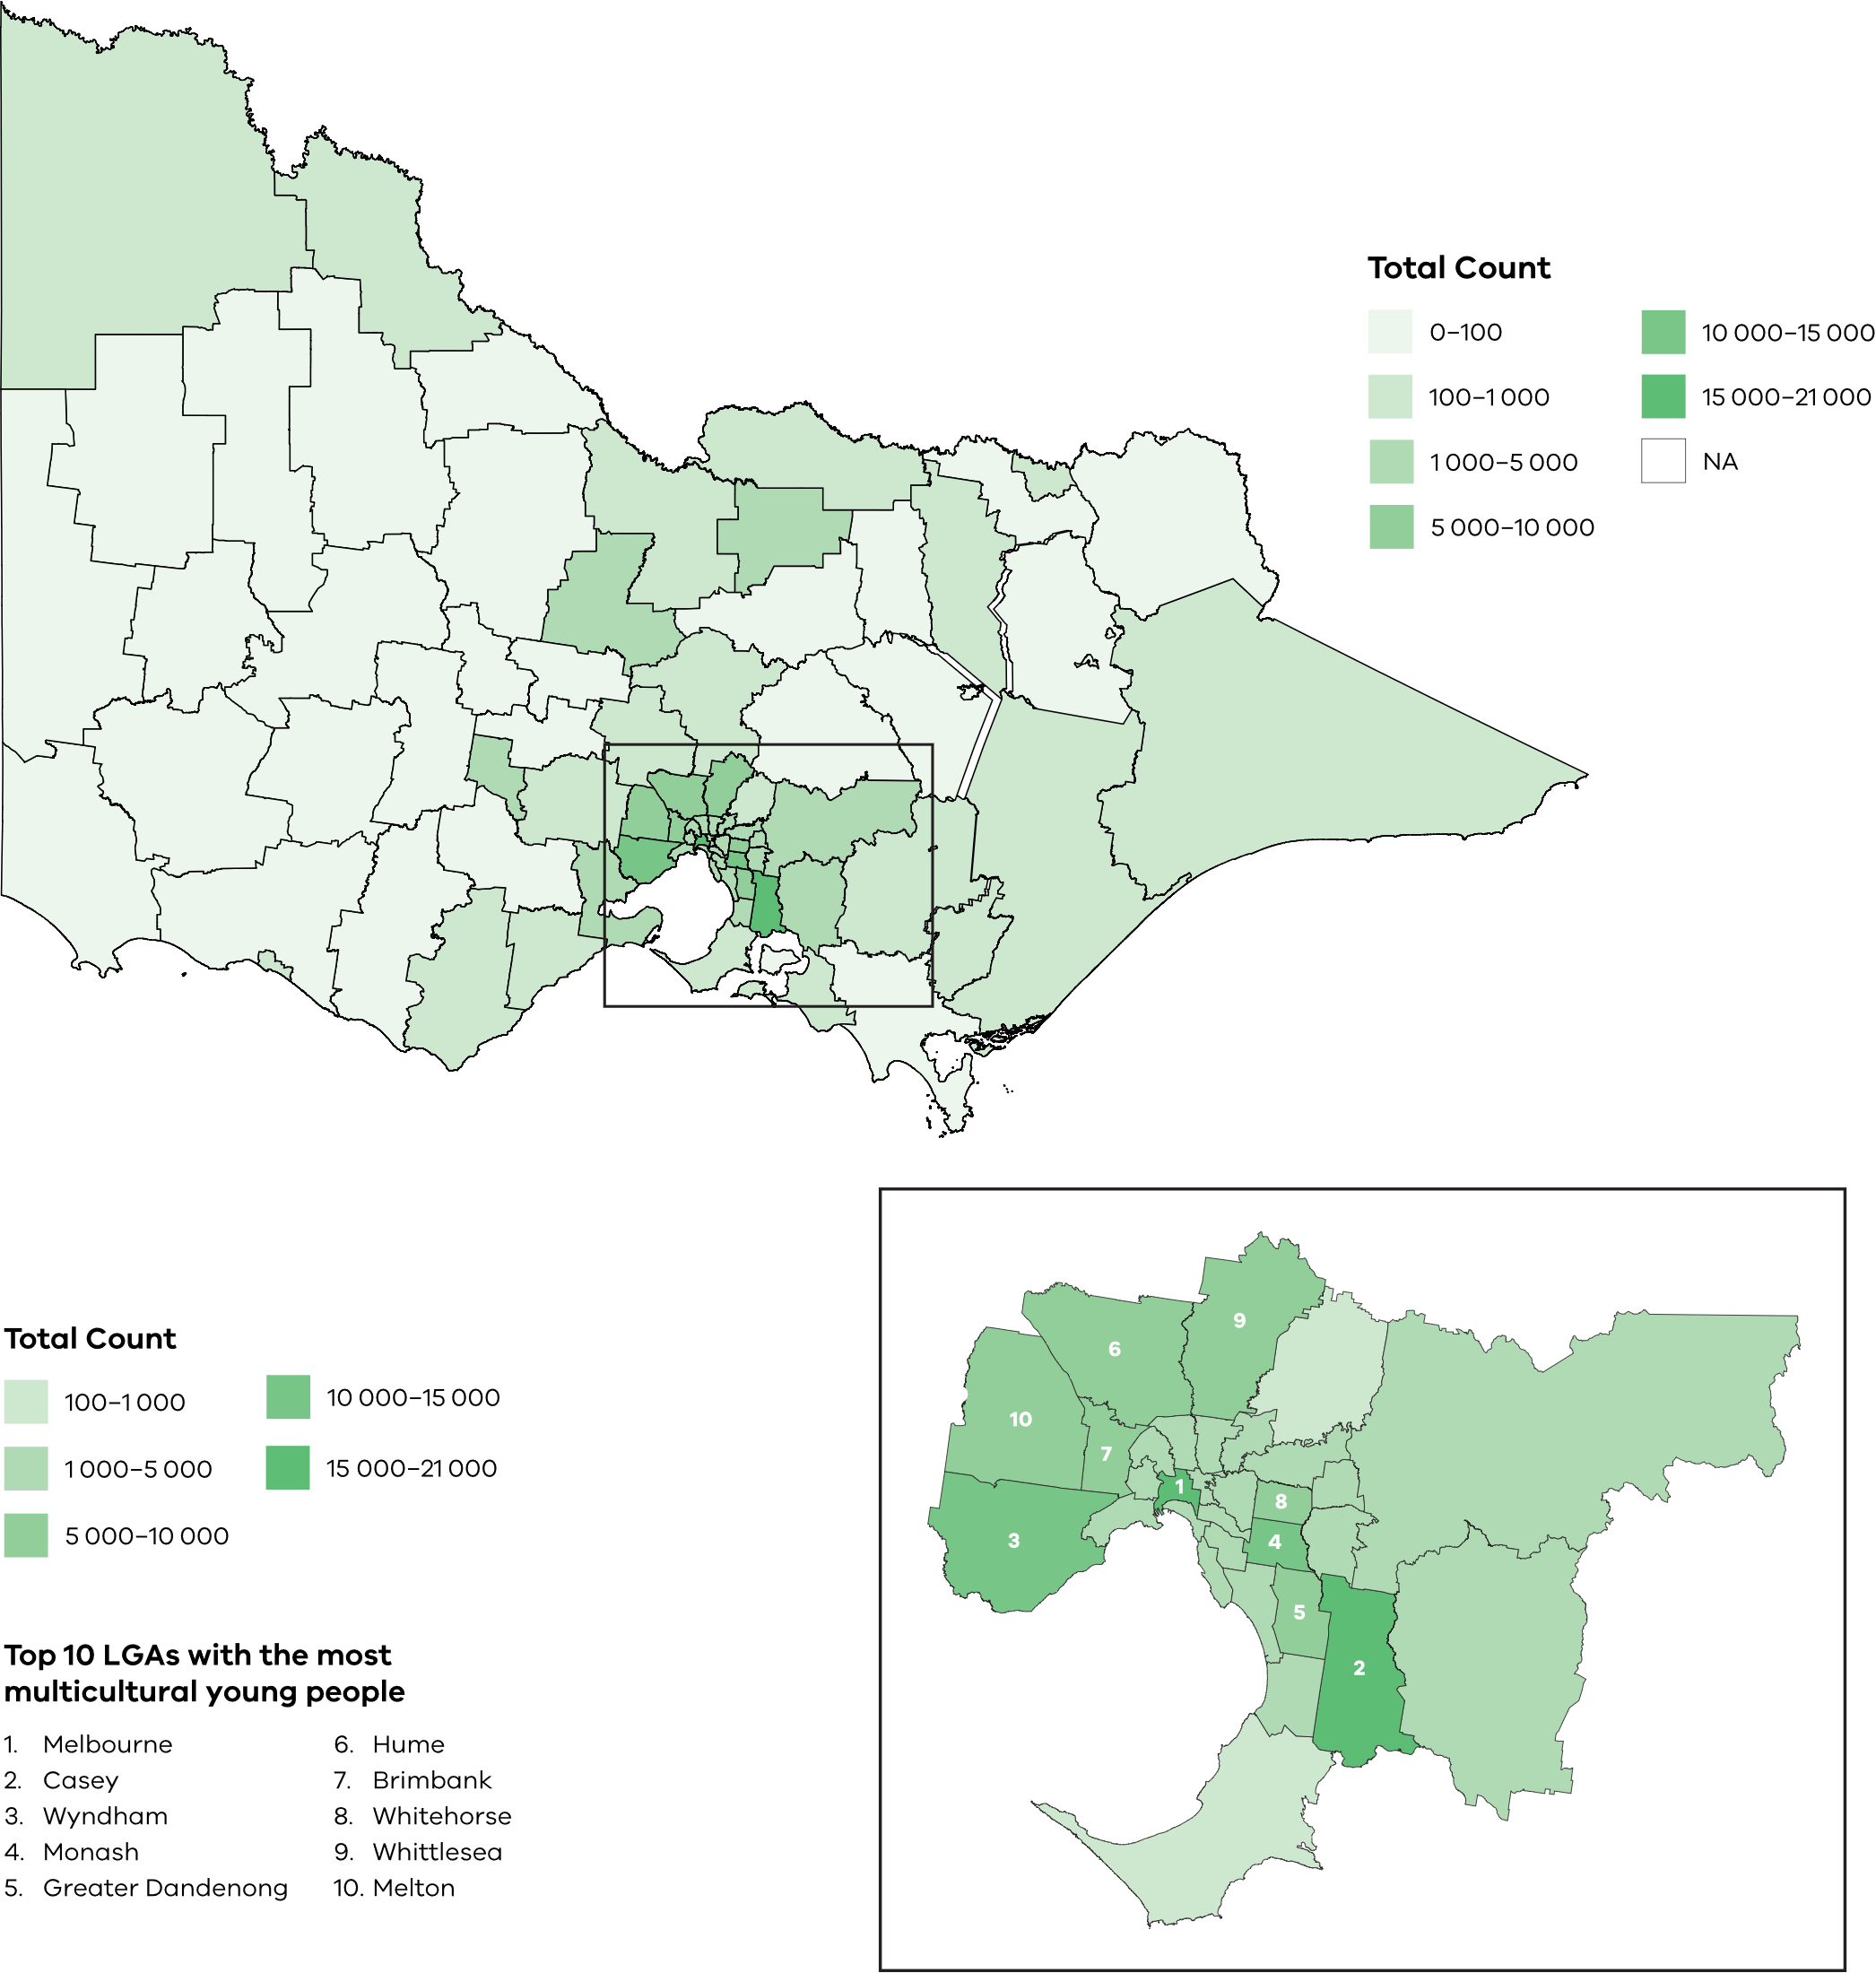 Total Count
0–100
100–1 000
1 000–5 000
5 000–10 000
10 000–15 000
15 000–21 000
NA
Total Count
100–1 000
1 000–5 000
5 000–10 000
10 000–15 000
15 000–21 000
Top 10 LGAs with the most
multicultural young people
1. Melbourne
2. Casey
3. Wyndham
4. Monash
5. Greater Dandenong
6. Hume
7. Brimbank
8. Whitehorse
9. Whittlesea
10. Melton
9
6
10
7
1
8
3
4
5
2